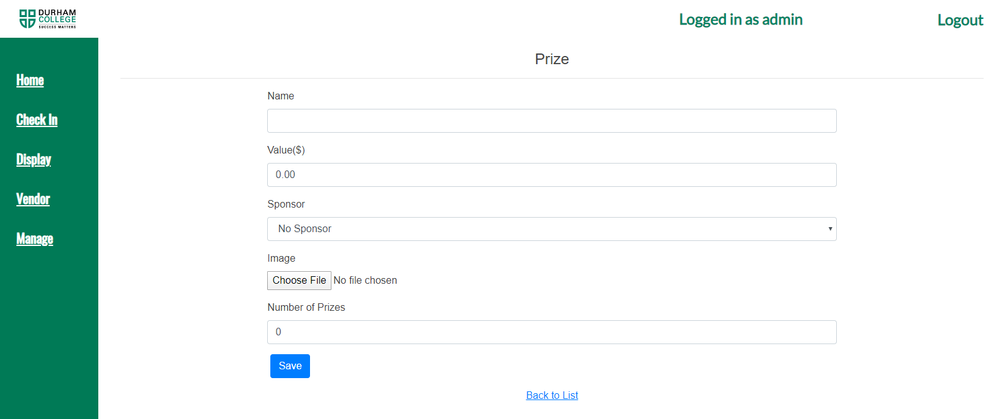 DURHAM
COLLEGE
SUCCESS MATTERS
Logged in as admin
Logout
Home
Check In
Display
Vendor
Manage
Prize
Name
Value($)
0.00
Sponsor
No Sponsor
Image
Choose File No file chosen
Number of Prizes
0
Save
Back to List